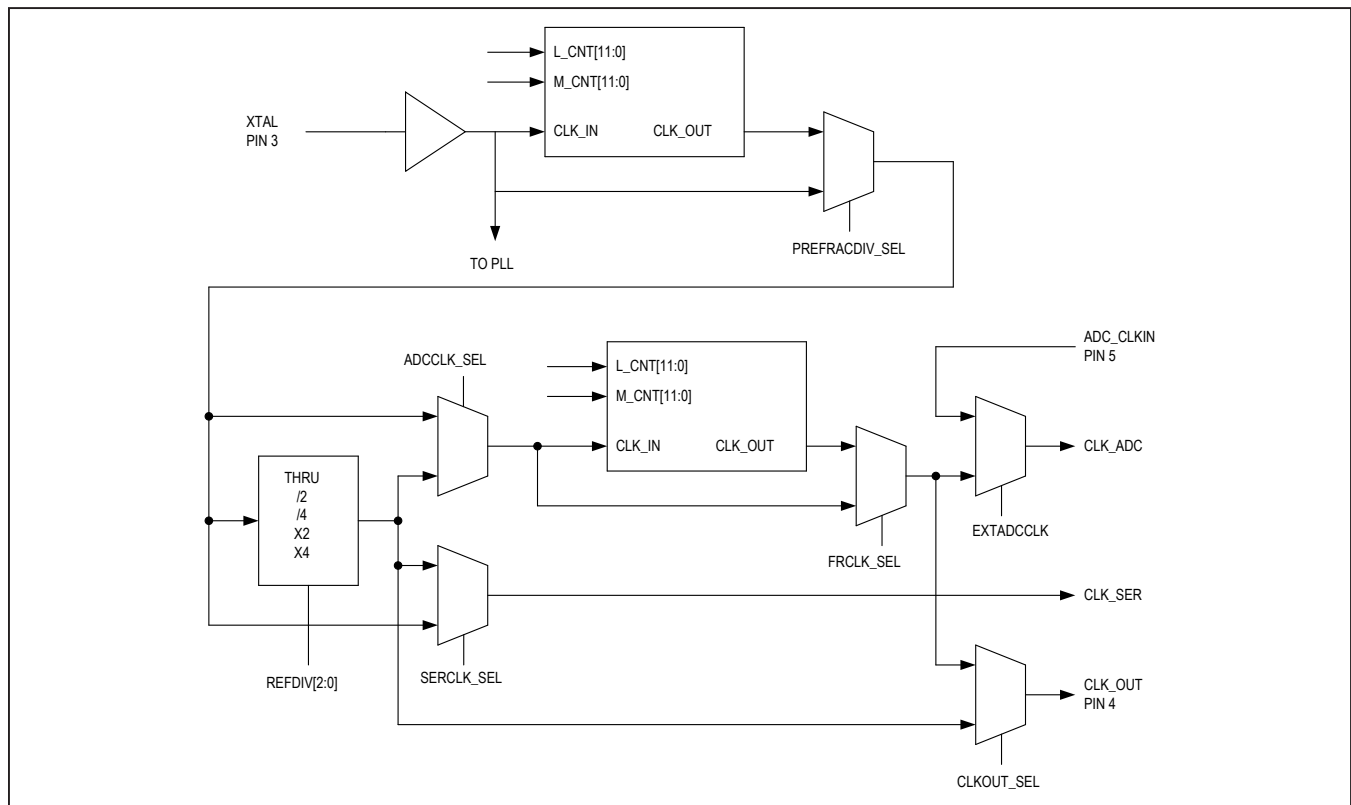 L_CNT[11:0]
M_CNT[11:0]
XTAL
PIN 3
CLK_IN
CLK_OUT
PREFRACDIV_SEL
TO PLL
ADC_CLKIN
PIN 5
ADCCLK_SEL
L_CNT[11:0]
M_CNT[11:0]
CLK_IN
CLK_OUT
CLK_ADC
THRU
/2
/4
X2
X4
EXTADCCLK
FRCLK_SEL
CLK_SER
REFDIV[2:0]
SERCLK_SEL
CLK_OUT
PIN 4
CLKOUT_SEL